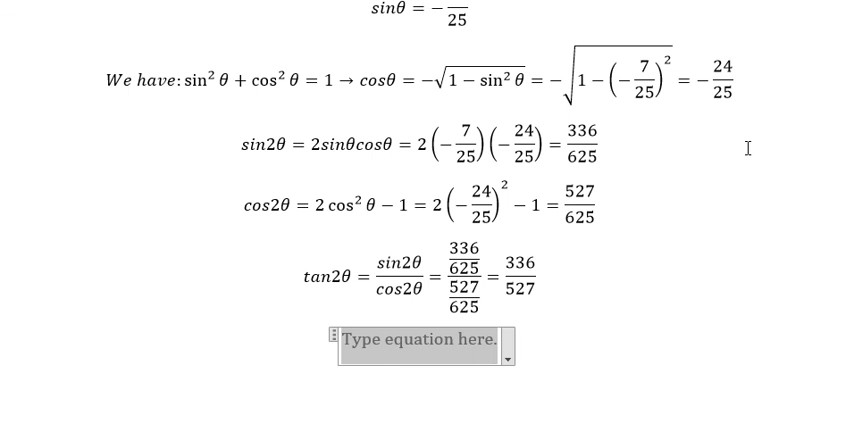 sinθ = −/25
We have: sin² θ + cos² θ = 1 → cosθ = −√(1 − sin² θ) = −√(1 − (−7/25)²) = −24/25
sin2θ = 2sinθcosθ = 2(−7/25)(−24/25) = 336/625
cos2θ = 2 cos² θ − 1 = 2(−24/25)² − 1 = 527/625
tan2θ = sin2θ/cos2θ = (336/625)/(527/625) = 336/527
Type equation here.